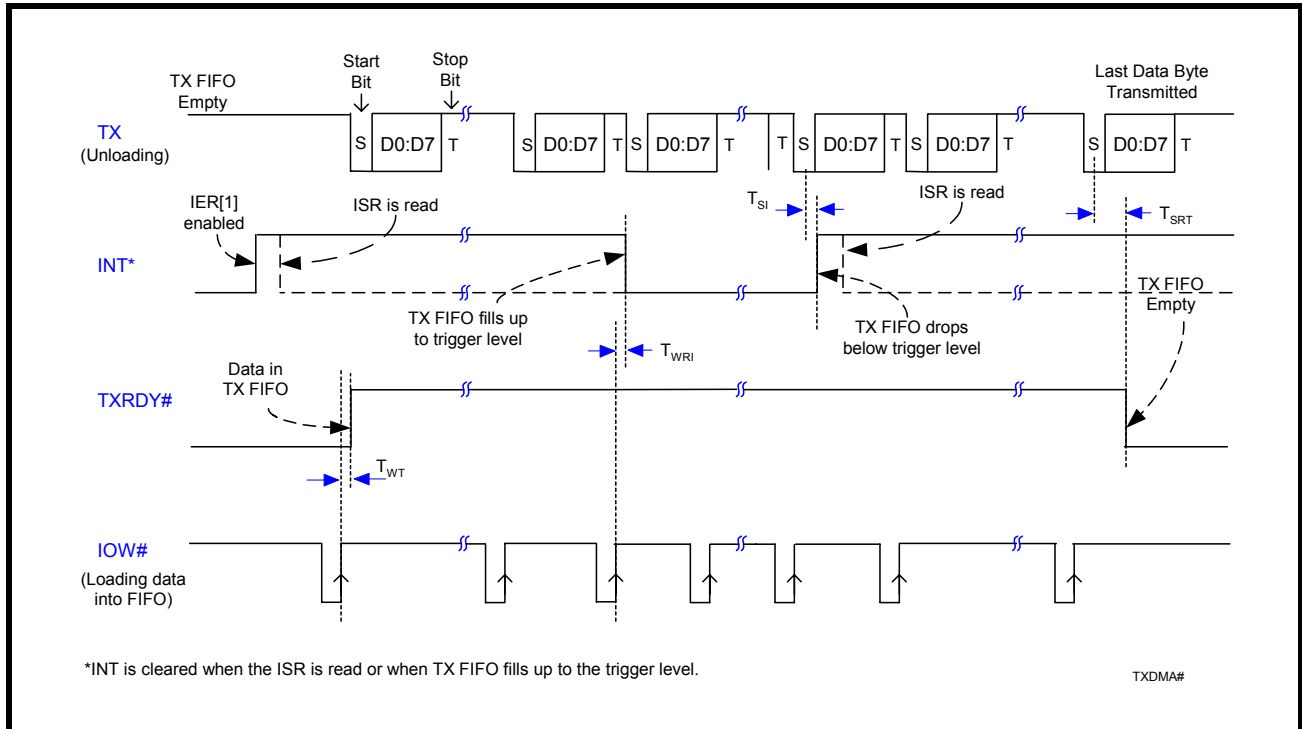 TX FIFO
Empty
Start
Bit
Stop
Bit
Last Data Byte
Transmitted
TX
(Unloading)
S D0:D7 T S D0:D7 T S D0:D7 T T S D0:D7 T S D0:D7 T S D0:D7 T
IER[1]
enabled
ISR is read
TSI
ISR is read
TSRT
INT*
TX FIFO fills up
to trigger level
TX FIFO drops
below trigger level
TX FIFO
Empty
TWRI
Data in
TX FIFO
TXRDY#
TWT
IOW#
(Loading data
into FIFO)
*INT is cleared when the ISR is read or when TX FIFO fills up to the trigger level.
TXDMA#